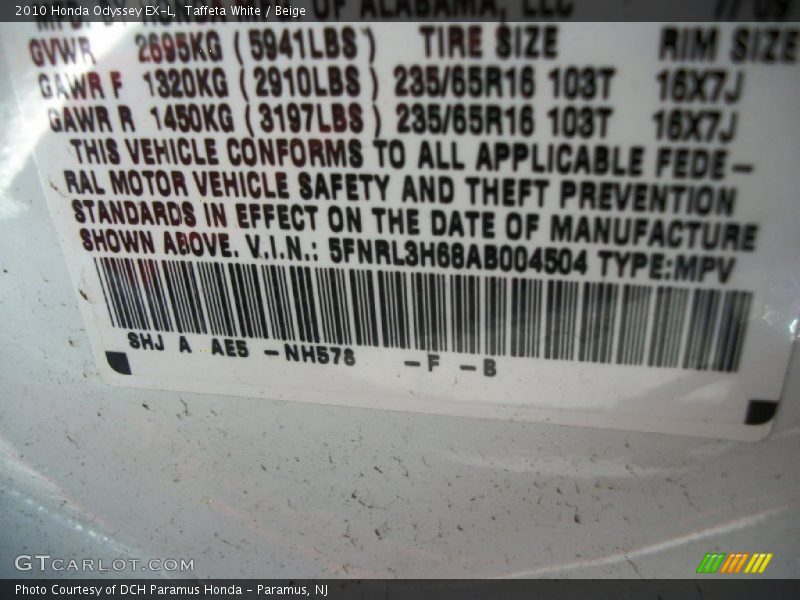 2010 Honda Odyssey EX-L, Taffeta White / Beige
OF ALABAMA, LLC
GVWR 2695KG (5941LBS) TIRE SIZE RIM SIZE
GAWR F 1320KG (2910LBS) 235/65R16 103T 16X7J
GAWR R 1450KG (3197LBS) 235/65R16 103T 16X7J
THIS VEHICLE CONFORMS TO ALL APPLICABLE FEDE-
RAL MOTOR VEHICLE SAFETY AND THEFT PREVENTION
STANDARDS IN EFFECT ON THE DATE OF MANUFACTURE
SHOWN ABOVE. V.I.N.: 5FNRL3H68AB004504 TYPE:MPV
SHJ A AE5 -NH578 -F -B
GTCARLOT.COM
Photo Courtesy of DCH Paramus Honda - Paramus, NJ